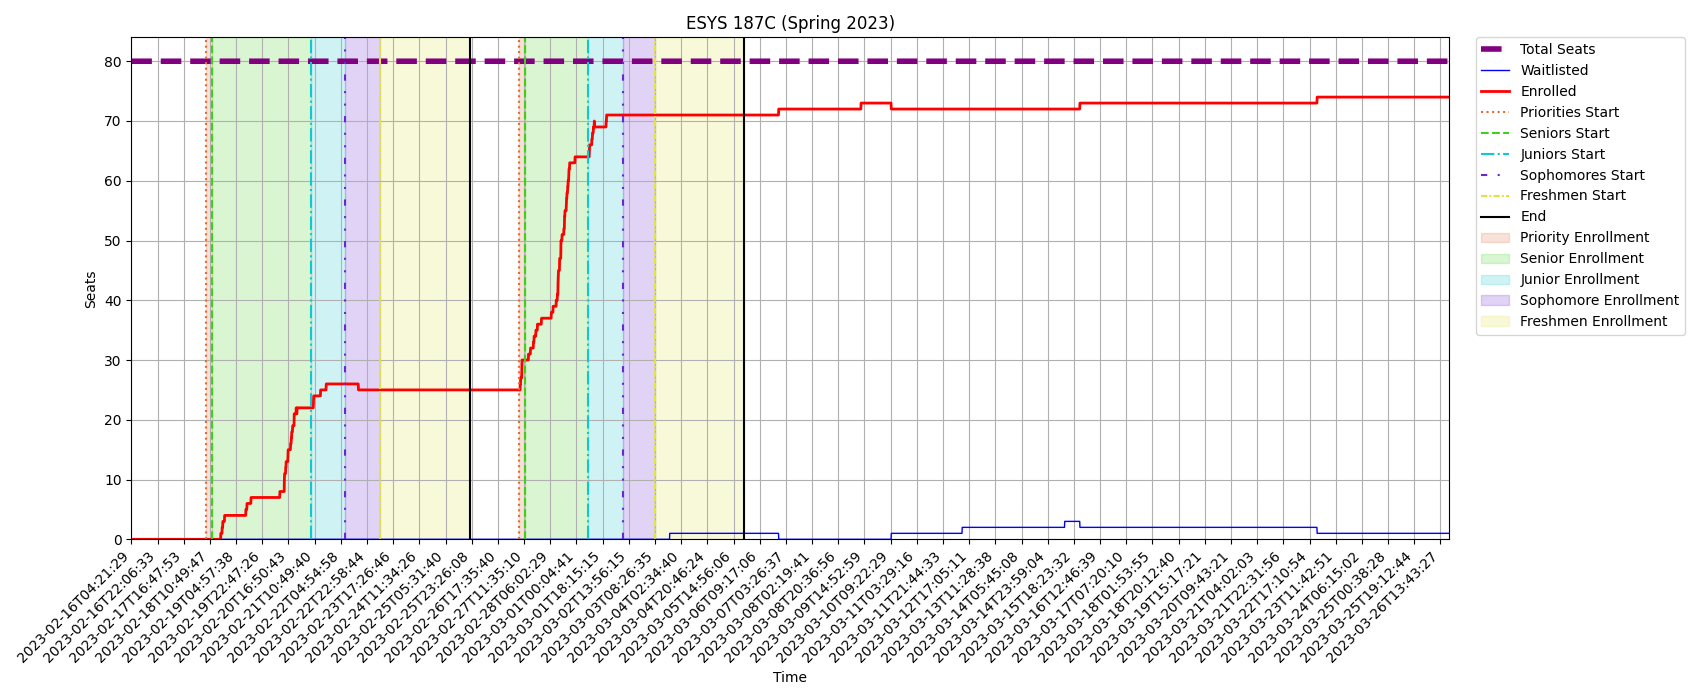 ESYS 187C (Spring 2023)
80
70
60
50
40
30
20
10
0
Seats
2023-02-16T04:21:29
2023-02-16T22:06:33
2023-02-17T16:47:53
2023-02-18T10:49:47
2023-02-19T04:57:38
2023-02-19T22:47:26
2023-02-20T16:50:43
2023-02-21T10:49:40
2023-02-22T04:54:58
2023-02-22T22:58:44
2023-02-23T17:26:46
2023-02-24T11:34:26
2023-02-25T05:31:40
2023-02-25T23:26:08
2023-02-26T17:35:40
2023-02-27T11:35:10
2023-02-28T06:02:29
2023-03-01T00:04:41
2023-03-01T18:15:15
2023-03-02T13:56:15
2023-03-03T08:26:35
2023-03-04T02:34:40
2023-03-04T20:46:24
2023-03-05T14:56:06
2023-03-06T09:17:06
2023-03-07T03:26:37
2023-03-08T02:19:41
2023-03-08T20:36:56
2023-03-09T14:52:59
2023-03-10T09:22:29
2023-03-11T03:29:16
2023-03-11T21:44:33
2023-03-12T17:05:11
2023-03-13T11:28:38
2023-03-14T05:45:08
2023-03-14T23:59:04
2023-03-15T18:23:32
2023-03-16T12:46:39
2023-03-17T07:20:10
2023-03-18T01:53:55
2023-03-18T20:12:40
2023-03-19T15:17:21
2023-03-20T09:43:21
2023-03-21T04:02:03
2023-03-21T22:31:56
2023-03-22T17:10:54
2023-03-23T11:42:51
2023-03-24T06:15:02
2023-03-25T00:38:28
2023-03-25T19:12:44
2023-03-26T13:43:27
Time
Total Seats
Waitlisted
Enrolled
Priorities Start
Seniors Start
Juniors Start
Sophomores Start
Freshmen Start
End
Priority Enrollment
Senior Enrollment
Junior Enrollment
Sophomore Enrollment
Freshmen Enrollment